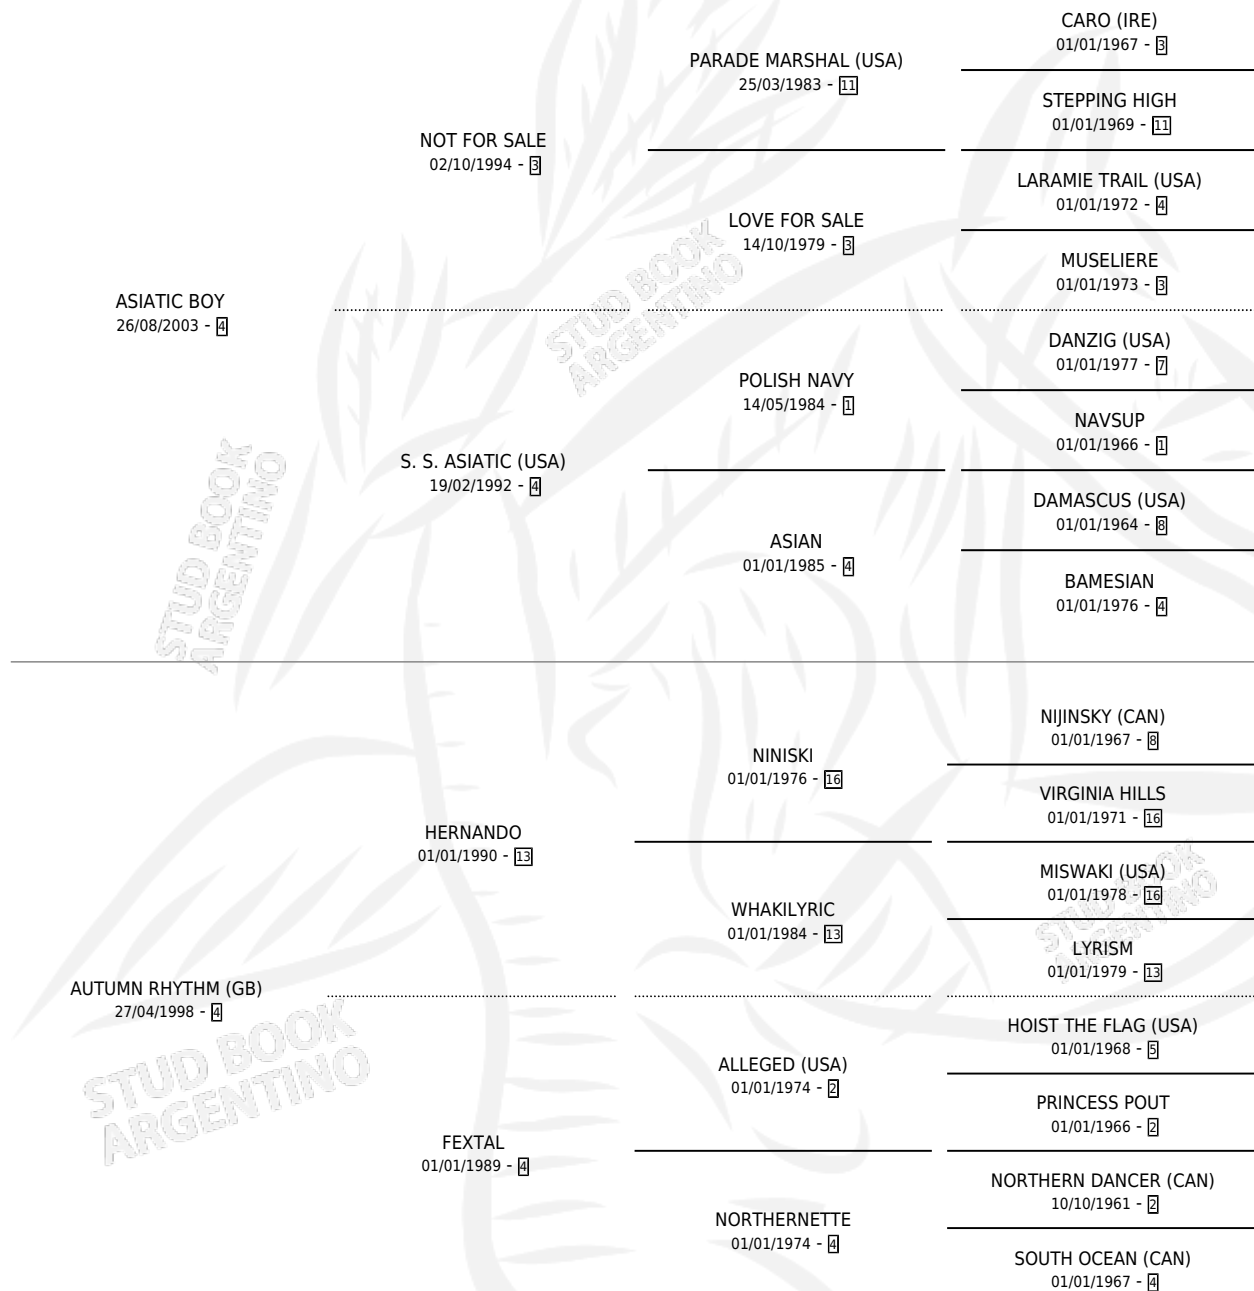 CARO (IRE)
01/01/1967 - 3
PARADE MARSHAL (USA)
25/03/1983 - 11
STEPPING HIGH
01/01/1969 - 11
NOT FOR SALE
02/10/1994 - 3
LARAMIE TRAIL (USA)
01/01/1972 - 4
LOVE FOR SALE
14/10/1979 - 3
MUSELIERE
01/01/1973 - 3
ASIATIC BOY
26/08/2003 - 4
STUD BOOK
ARGENTINO
DANZIG (USA)
01/01/1977 - 7
POLISH NAVY
14/05/1984 - 1
NAVSUP
01/01/1966 - 1
S. S. ASIATIC (USA)
19/02/1992 - 4
DAMASCUS (USA)
01/01/1964 - 8
ASIAN
01/01/1985 - 4
BAMESIAN
01/01/1976 - 4
STUD BOOK
ARGENTINO
NIJINSKY (CAN)
01/01/1967 - 8
NINISKI
01/01/1976 - 16
VIRGINIA HILLS
01/01/1971 - 16
HERNANDO
01/01/1990 - 13
MISWAKI (USA)
01/01/1978 - 16
WHAKILYRIC
01/01/1984 - 13
LYRISM
01/01/1979 - 13
STUD BOOK
ARGENTINO
AUTUMN RHYTHM (GB)
27/04/1998 - 4
STUD BOOK
ARGENTINO
HOIST THE FLAG (USA)
01/01/1968 - 5
ALLEGED (USA)
01/01/1974 - 2
PRINCESS POUT
01/01/1966 - 2
FEXTAL
01/01/1989 - 4
NORTHERN DANCER (CAN)
10/10/1961 - 2
NORTHERNETTE
01/01/1974 - 4
SOUTH OCEAN (CAN)
01/01/1967 - 4